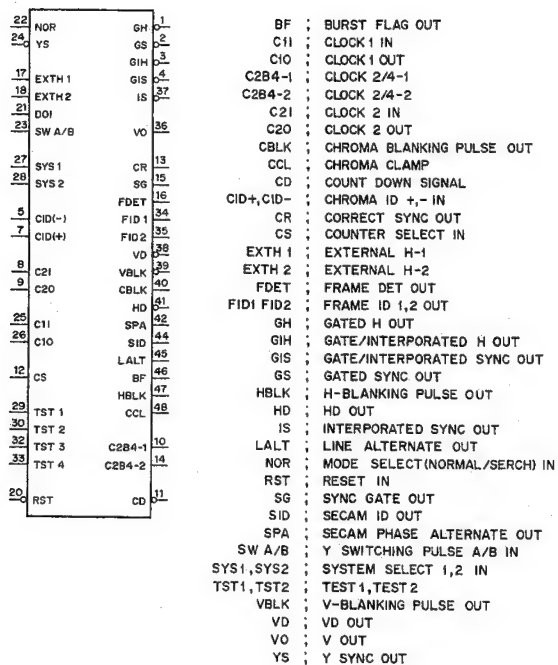 22 NOR GH 1
24 YS GS 2
GIH 3
17 EXTH 1 GIS 4
18 EXTH 2 IS 37
21 DOI
23 SW A/B VO 36
27 SYS 1 CR 13
28 SYS 2 SG 15
FDET 16
5 CID(-) FID 1 34
7 CID(+) FID 2 35
VD 38
8 C2I VBLK 39
9 C2O CBLK 40
HD 41
25 C1I SPA 42
26 C1O SID 44
LALT 45
12 CS BF 46
HBLK 47
29 TST 1 CCL 48
30 TST 2
32 TST 3 C2B4-1 10
33 TST 4 C2B4-2 14
20 RST CD 11
BF ; BURST FLAG OUT
C1I ; CLOCK 1 IN
C1O ; CLOCK 1 OUT
C2B4-1 ; CLOCK 2/4-1
C2B4-2 ; CLOCK 2/4-2
C2I ; CLOCK 2 IN
C2O ; CLOCK 2 OUT
CBLK ; CHROMA BLANKING PULSE OUT
CCL ; CHROMA CLAMP
CD ; COUNT DOWN SIGNAL
CID+,CID- ; CHROMA ID +,- IN
CR ; CORRECT SYNC OUT
CS ; COUNTER SELECT IN
EXTH 1 ; EXTERNAL H-1
EXTH 2 ; EXTERNAL H-2
FDET ; FRAME DET OUT
FID1 FID2 ; FRAME ID 1,2 OUT
GH ; GATED H OUT
GIH ; GATE/INTERPORATED H OUT
GIS ; GATE/INTERPORATED SYNC OUT
GS ; GATED SYNC OUT
HBLK ; H-BLANKING PULSE OUT
HD ; HD OUT
IS ; INTERPORATED SYNC OUT
LALT ; LINE ALTERNATE OUT
NOR ; MODE SELECT(NORMAL/SERCH) IN
RST ; RESET IN
SG ; SYNC GATE OUT
SID ; SECAM ID OUT
SPA ; SECAM PHASE ALTERNATE OUT
SW A/B ; Y SWITCHING PULSE A/B IN
SYS1,SYS2 ; SYSTEM SELECT 1,2 IN
TST1,TST2 ; TEST 1,TEST 2
VBLK ; V-BLANKING PULSE OUT
VD ; VD OUT
VO ; V OUT
YS ; Y SYNC OUT